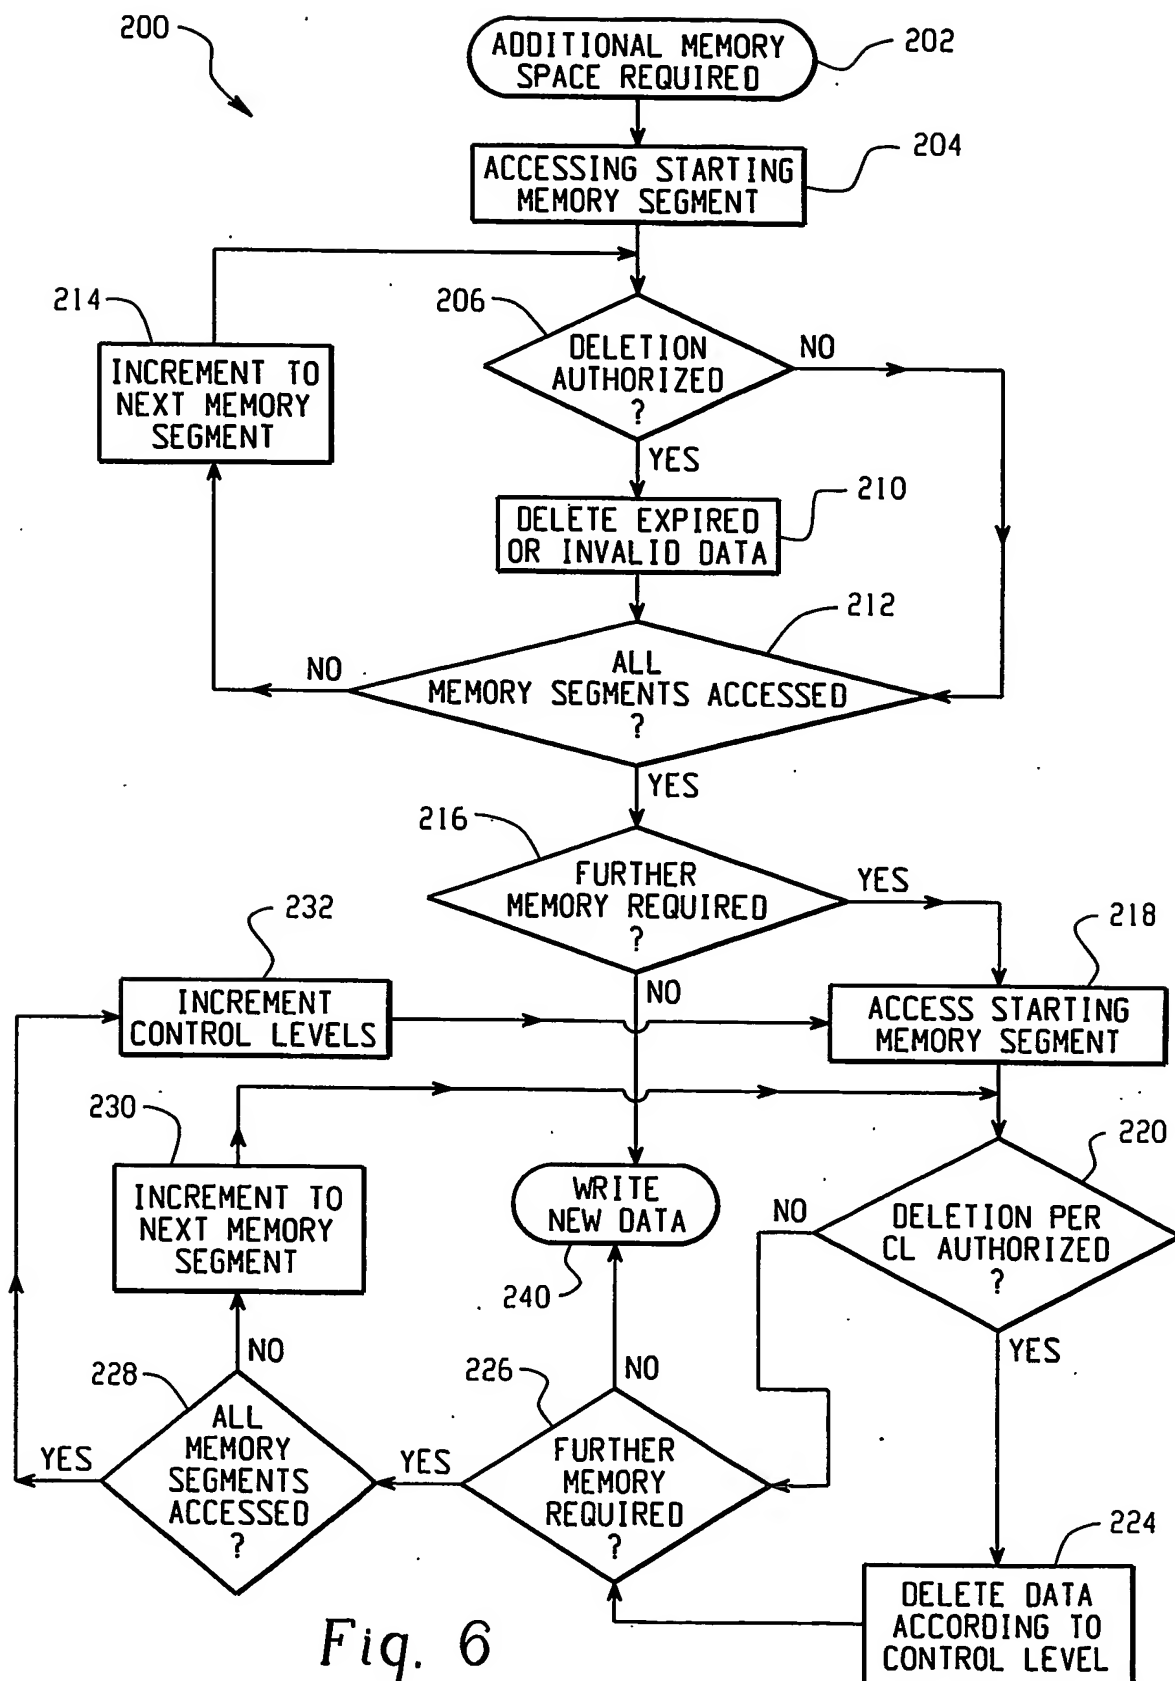 200
ADDITIONAL MEMORY
SPACE REQUIRED
202
ACCESSING STARTING
MEMORY SEGMENT
204
214
INCREMENT TO
NEXT MEMORY
SEGMENT
206
DELETION
AUTHORIZED
?
NO
YES
DELETE EXPIRED
OR INVALID DATA
210
212
ALL
MEMORY SEGMENTS ACCESSED
?
NO
YES
216
FURTHER
MEMORY REQUIRED
?
YES
NO
232
INCREMENT
CONTROL LEVELS
218
ACCESS STARTING
MEMORY SEGMENT
230
INCREMENT TO
NEXT MEMORY
SEGMENT
WRITE
NEW DATA
240
220
DELETION PER
CL AUTHORIZED
?
NO
YES
228
ALL
MEMORY
SEGMENTS
ACCESSED
?
NO
YES
226
FURTHER
MEMORY
REQUIRED
?
NO
YES
224
DELETE DATA
ACCORDING TO
CONTROL LEVEL
Fig. 6